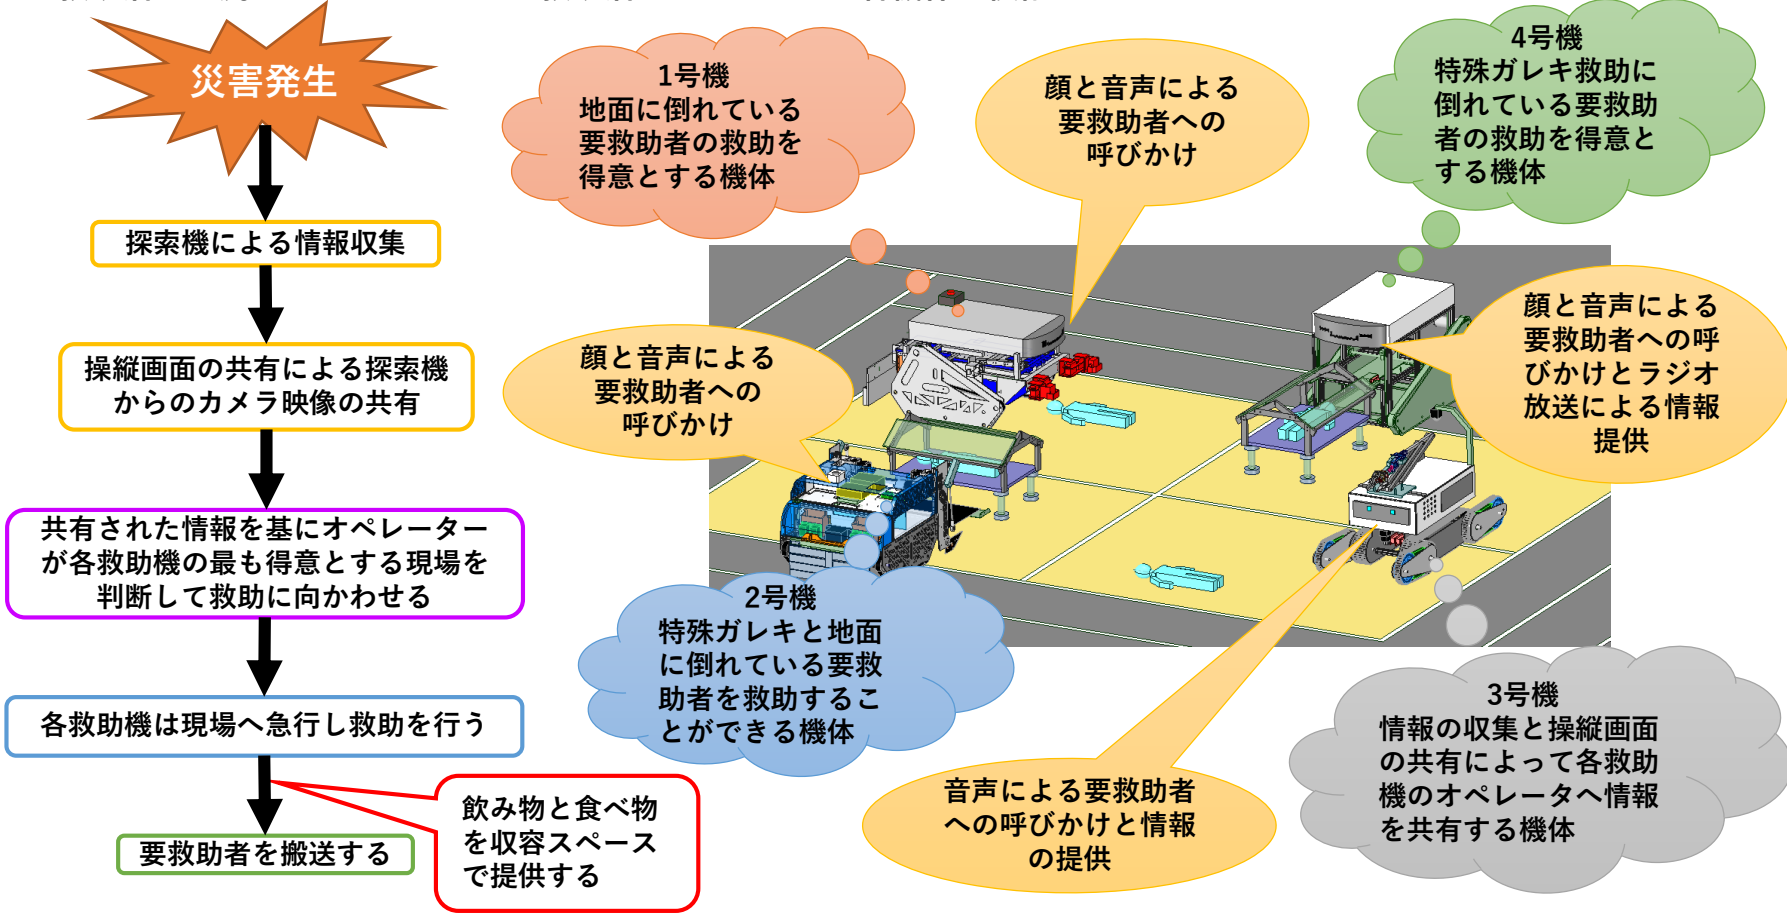 災害発生
探索機による情報収集
操縦画面の共有による探索機
からのカメラ映像の共有
共有された情報を基にオペレーター
が各救助機の最も得意とする現場を
判断して救助に向かわせる
各救助機は現場へ急行し救助を行う
飲み物と食べ物
を収容スペース
で提供する
要救助者を搬送する
1号機
地面に倒れている
要救助者の救助を
得意とする機体
顔と音声による
要救助者への
呼びかけ
4号機
特殊ガレキ救助に
倒れている要救助
者の救助を得意と
する機体
顔と音声による
要救助者への
呼びかけ
顔と音声による
要救助者への呼
びかけとラジオ
放送による情報
提供
2号機
特殊ガレキと地面
に倒れている要救
助者を救助するこ
とができる機体
音声による要救助者
への呼びかけと情報
の提供
3号機
情報の収集と操縦画面
の共有によって各救助
機のオペレータへ情報
を共有する機体